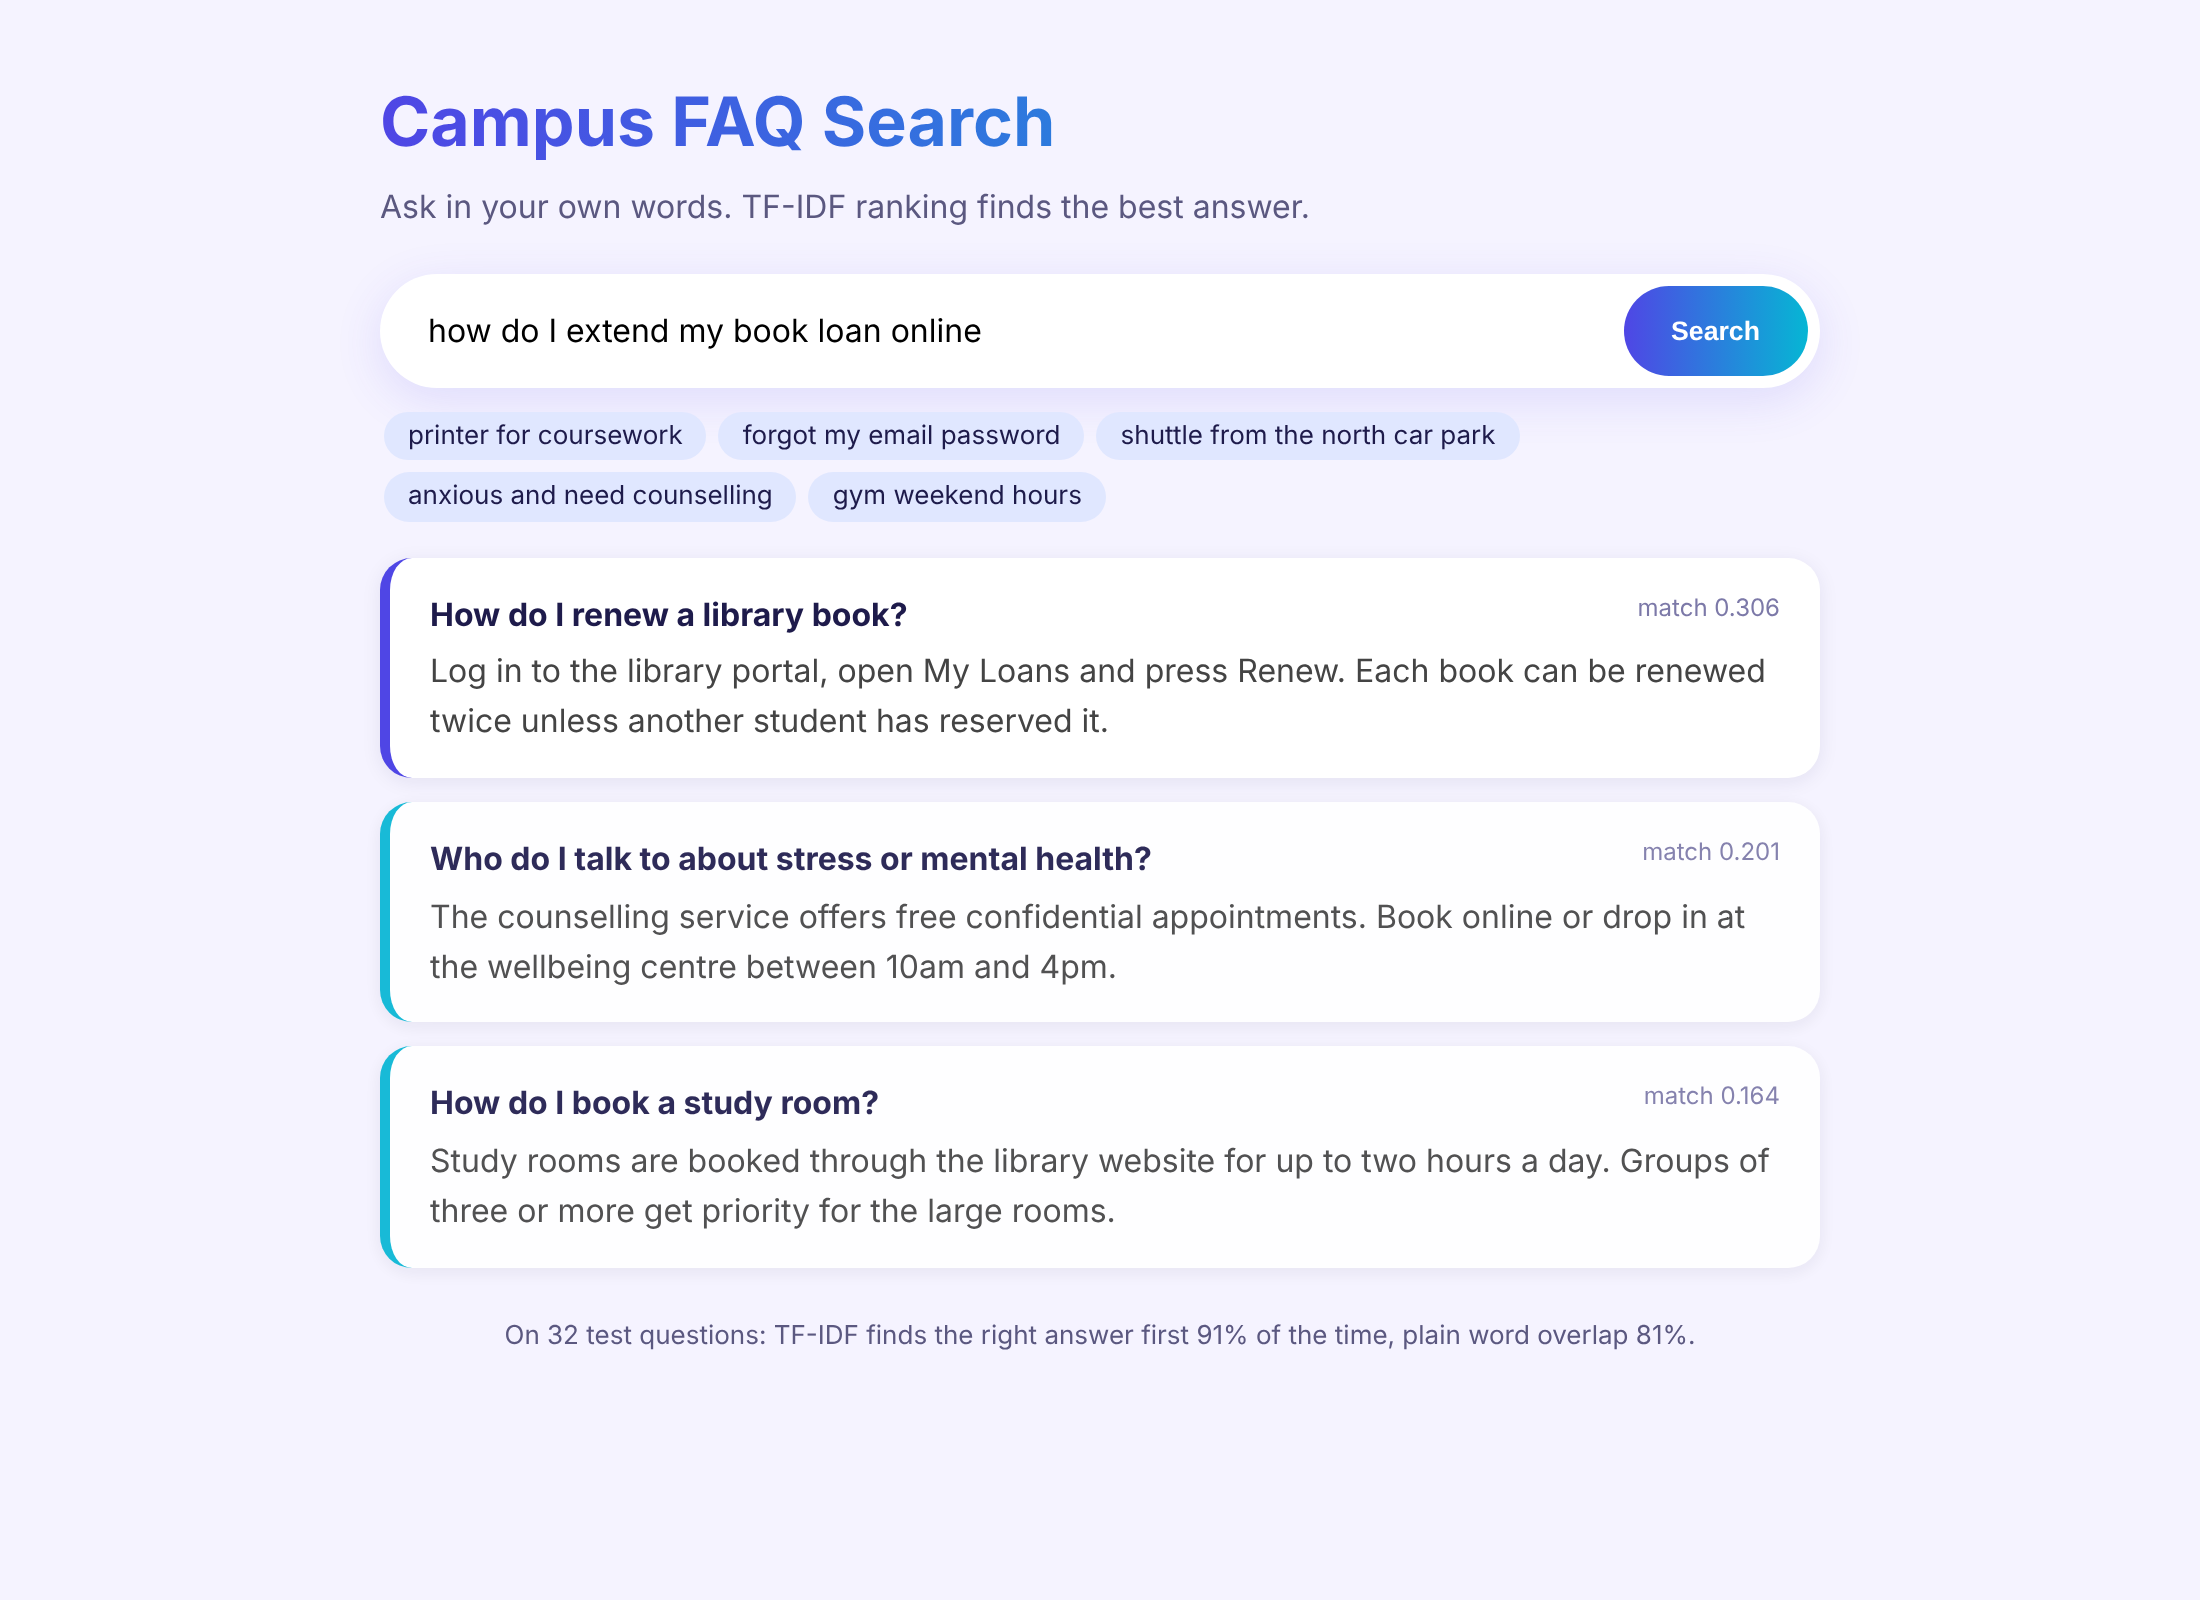 Campus FAQ Search
Ask in your own words. TF-IDF ranking finds the best answer.
how do I extend my book loan online
Search
printer for coursework
forgot my email password
shuttle from the north car park
anxious and need counselling
gym weekend hours
How do I renew a library book?
match 0.306
Log in to the library portal, open My Loans and press Renew. Each book can be renewed
twice unless another student has reserved it.
Who do I talk to about stress or mental health?
match 0.201
The counselling service offers free confidential appointments. Book online or drop in at
the wellbeing centre between 10am and 4pm.
How do I book a study room?
match 0.164
Study rooms are booked through the library website for up to two hours a day. Groups of
three or more get priority for the large rooms.
On 32 test questions: TF-IDF finds the right answer first 91% of the time, plain word overlap 81%.